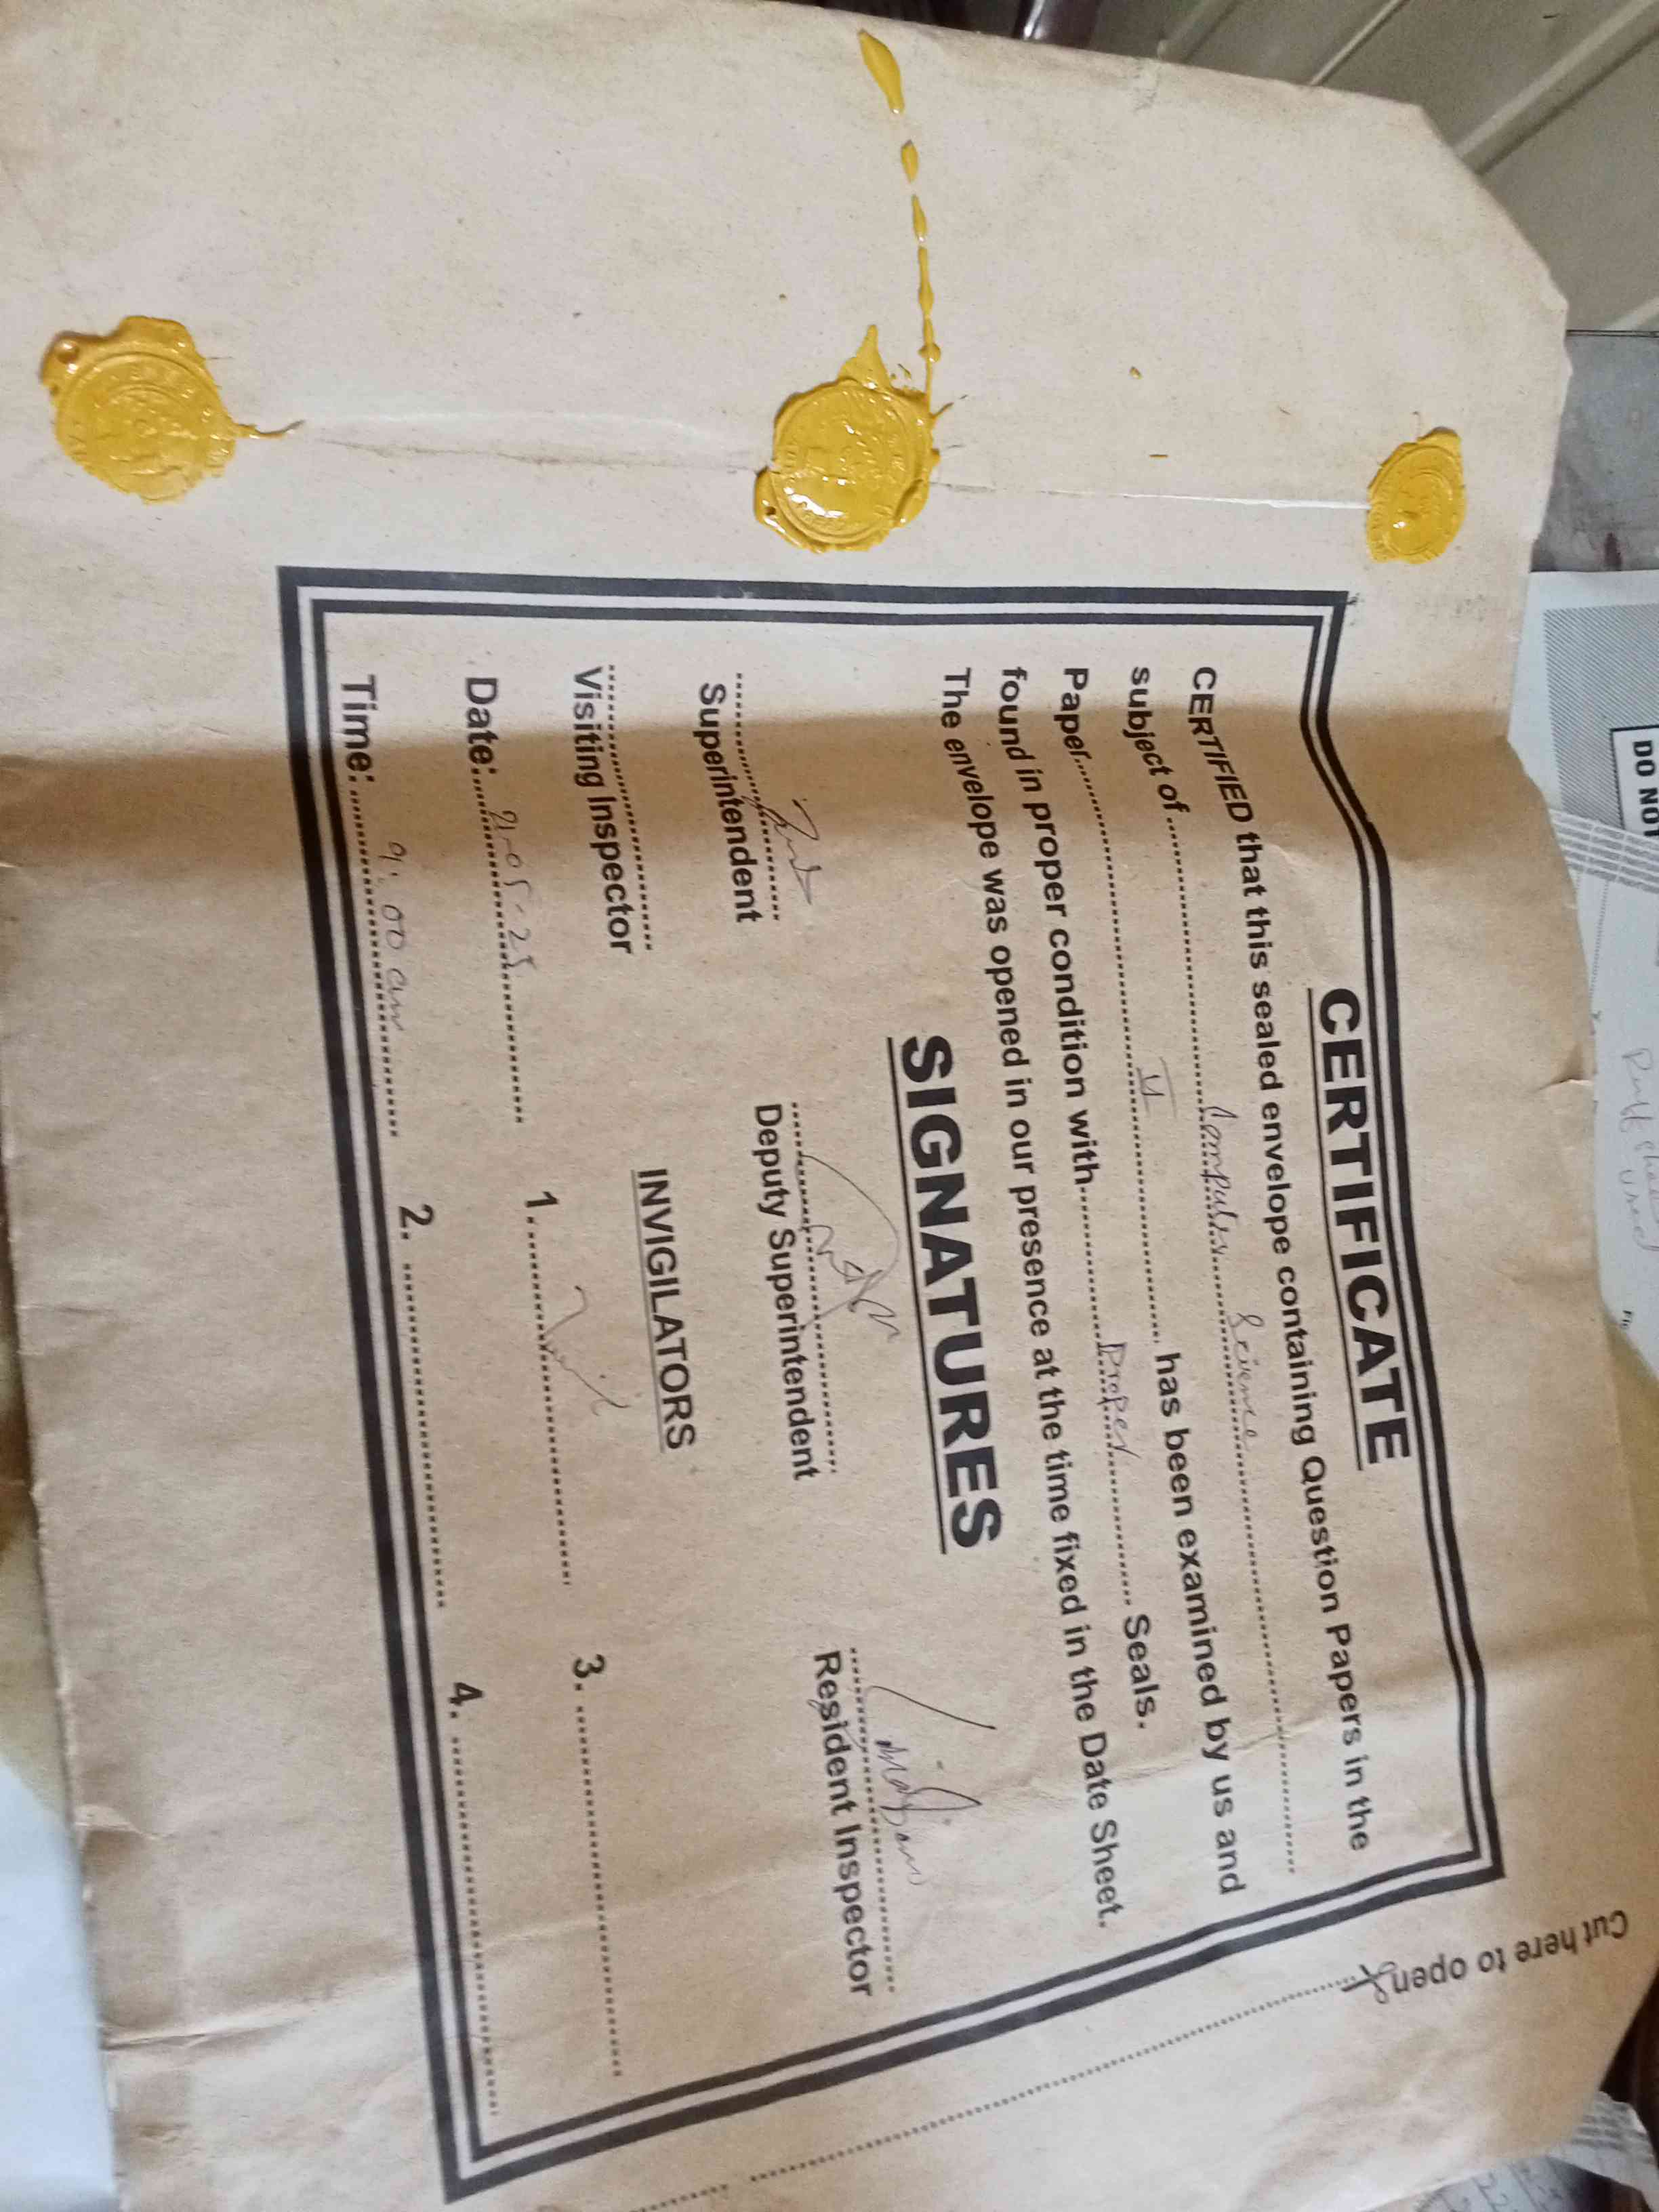 CERTIFICATE
CERTIFIED that this sealed envelope containing Question Papers in the
subject of Computer Science
Paper II has been examined by us and
found in proper condition with Proper Seals.
The envelope was opened in our presence at the time fixed in the Date Sheet.
SIGNATURES
Superintendent
Deputy Superintendent
Resident Inspector
Visiting Inspector
INVIGILATORS
Date: 21-05-25
1.
3.
Time: 9:00 am
2.
4.
Cut here to open
DO NOT